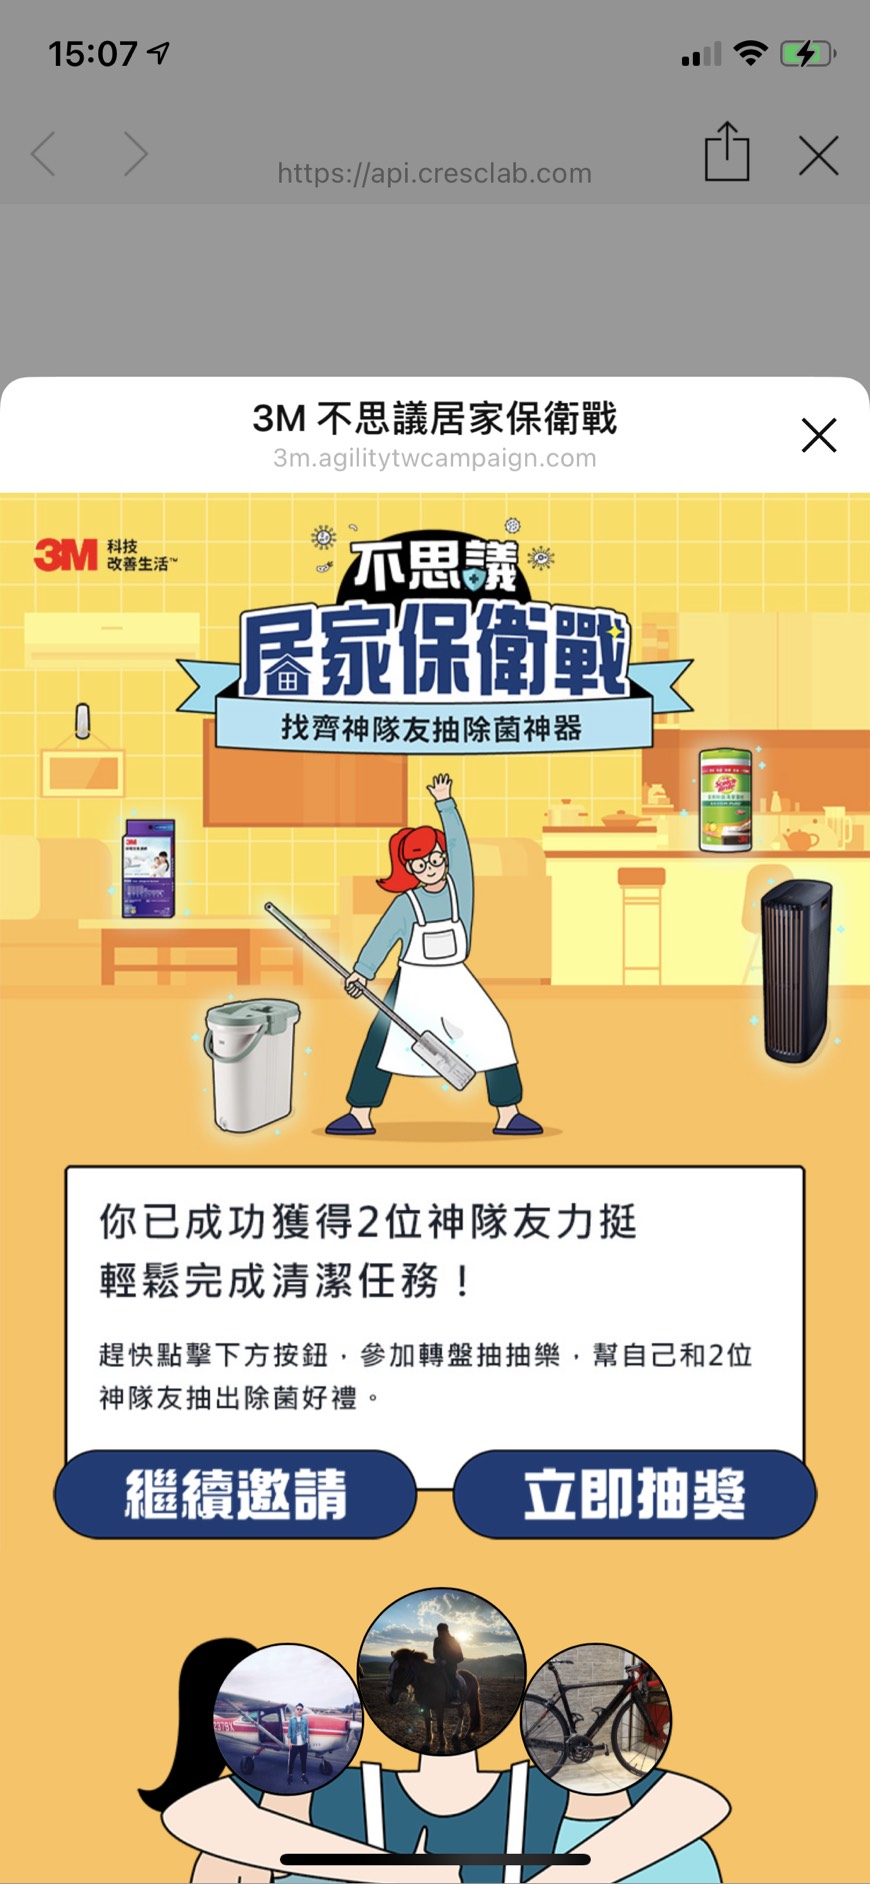 15:07
https://api.cresclab.com
3M 不思議居家保衛戰
3m.agilitytwcampaign.com
3M 科技
改善生活™
不思議
居家保衛戰
找齊神隊友抽除菌神器
3M
Scotch Brite
你已成功獲得2位神隊友力挺
輕鬆完成清潔任務！
趕快點擊下方按鈕，參加轉盤抽抽樂，幫自己和2位
神隊友抽出除菌好禮。
繼續邀請
立即抽獎